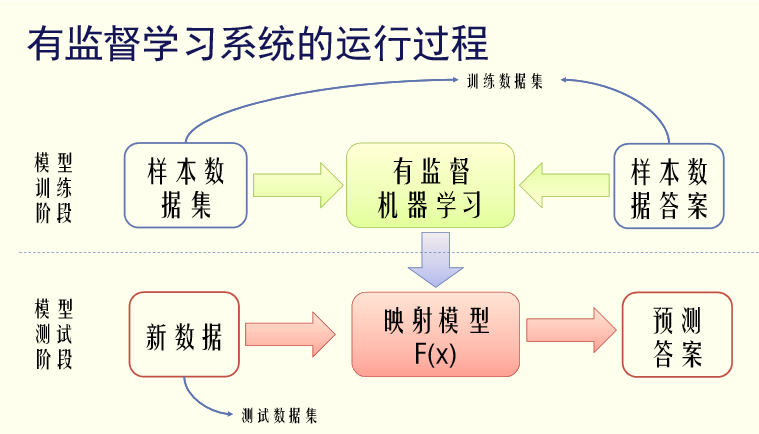 有监督学习系统的运行过程
训练数据集
模型
训练
阶段
样本数
据集
有监督
机器学习
样本数
据答案
模型
测试
阶段
新数据
映射模型
F(x)
预测
答案
测试数据集